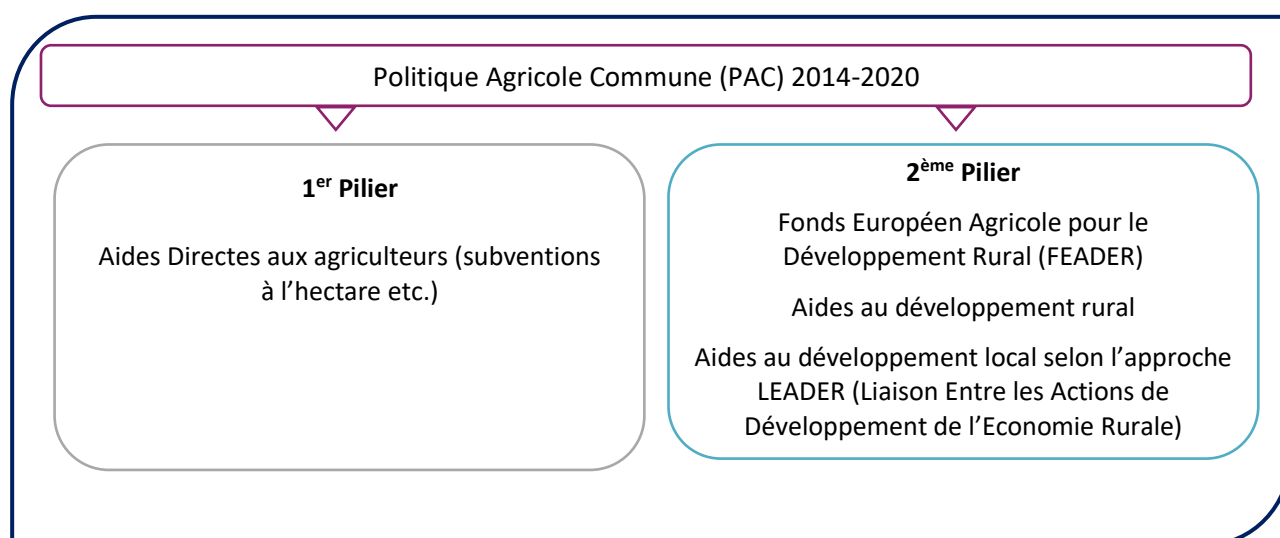 Politique Agricole Commune (PAC) 2014-2020
1er Pilier
Aides Directes aux agriculteurs (subventions
à l’hectare etc.)
2ème Pilier
Fonds Européen Agricole pour le
Développement Rural (FEADER)
Aides au développement rural
Aides au développement local selon l’approche
LEADER (Liaison Entre les Actions de
Développement de l’Economie Rurale)